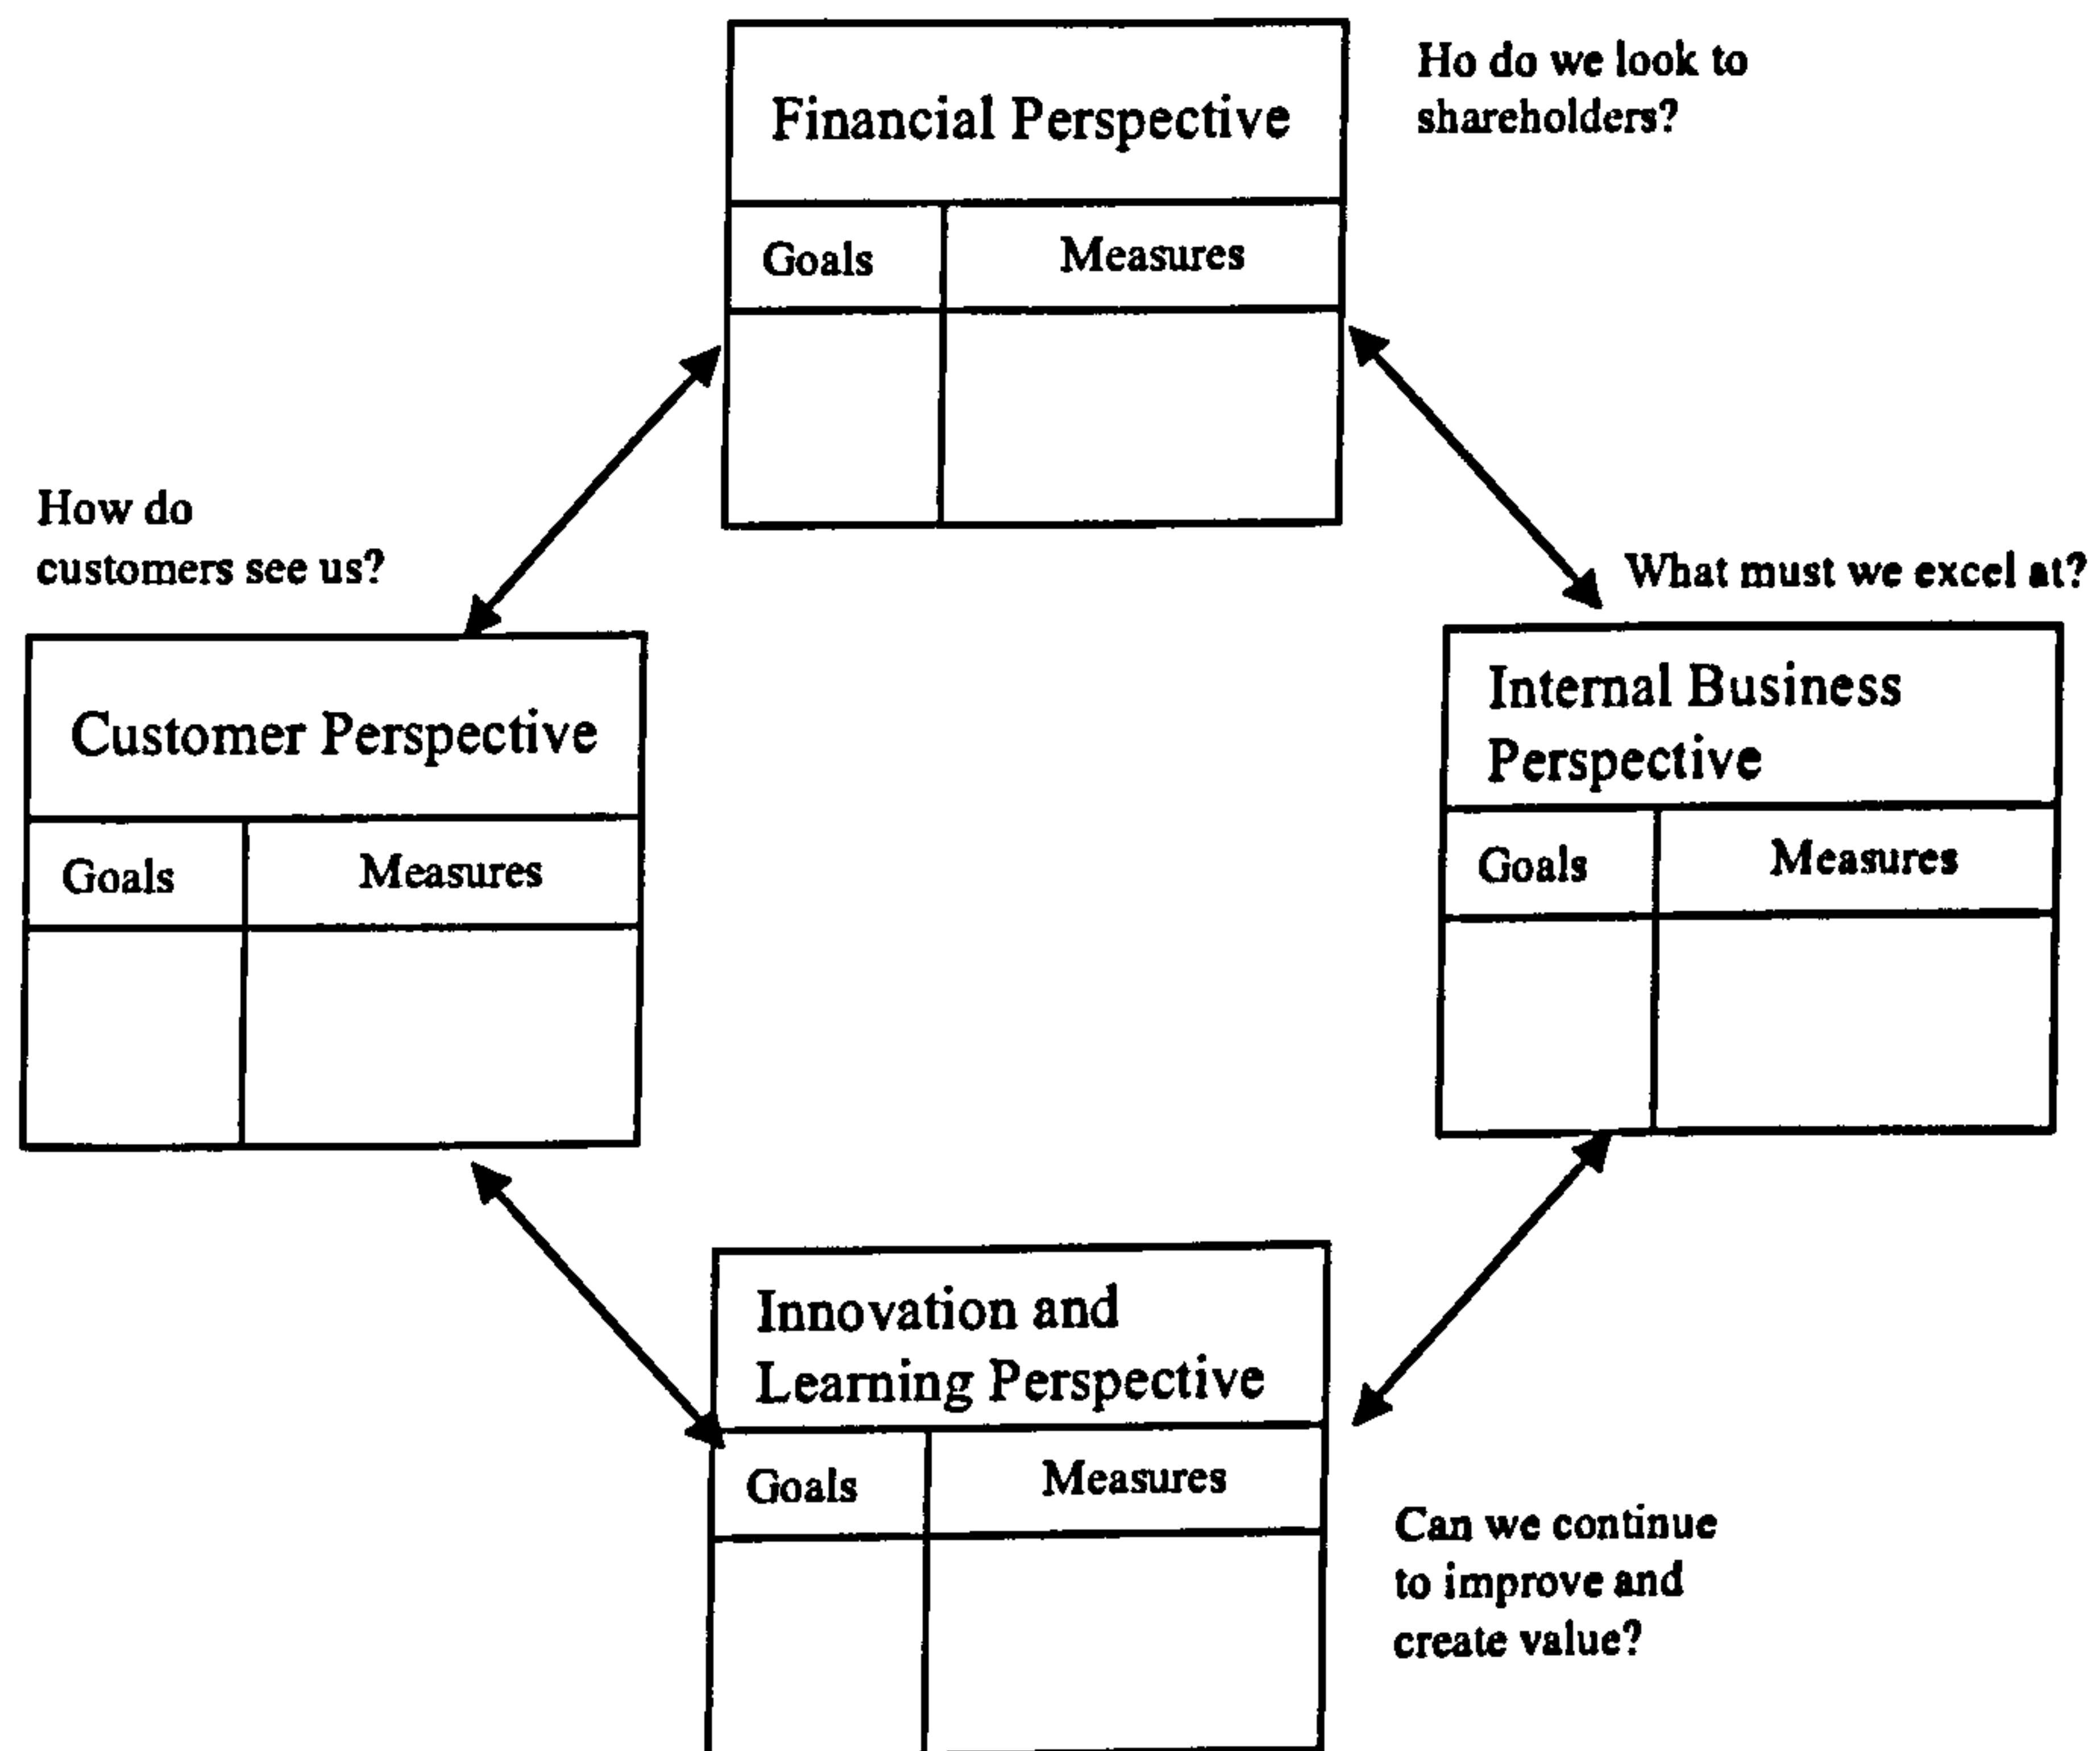 Financial Perspective
Ho do we look to
shareholders?
Goals
Measures
How do
customers see us?
What must we excel at?
Customer Perspective
Goals
Measures
Internal Business
Perspective
Goals
Measures
Innovation and
Learning Perspective
Goals
Measures
Can we continue
to improve and
create value?